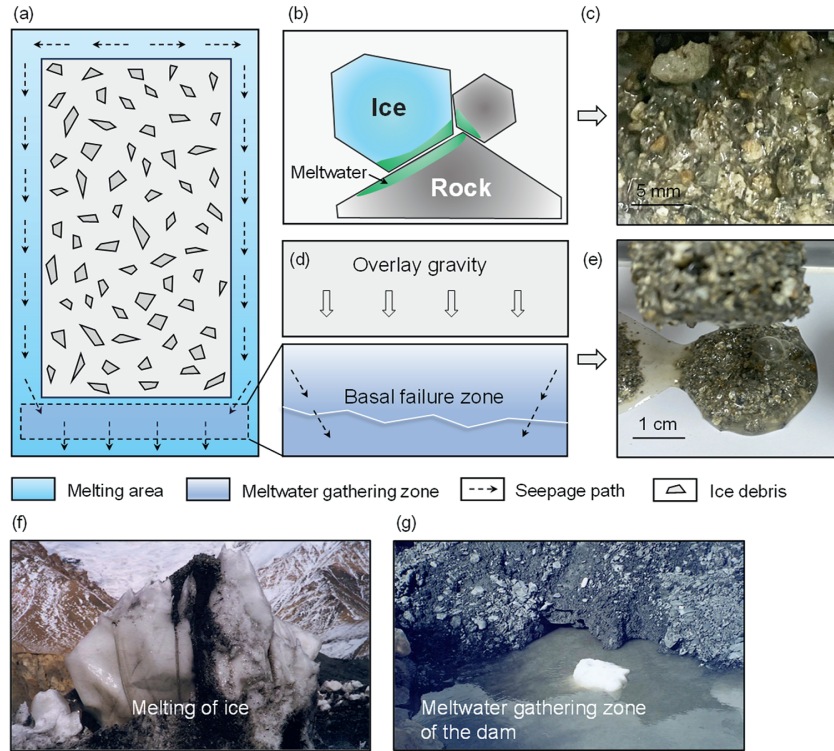 (a)
(b)
(c)
Ice
Meltwater
Rock
5 mm
(d)
Overlay gravity
(e)
Basal failure zone
1 cm
Melting area
Meltwater gathering zone
Seepage path
Ice debris
(f)
(g)
Melting of ice
Meltwater gathering zone
of the dam